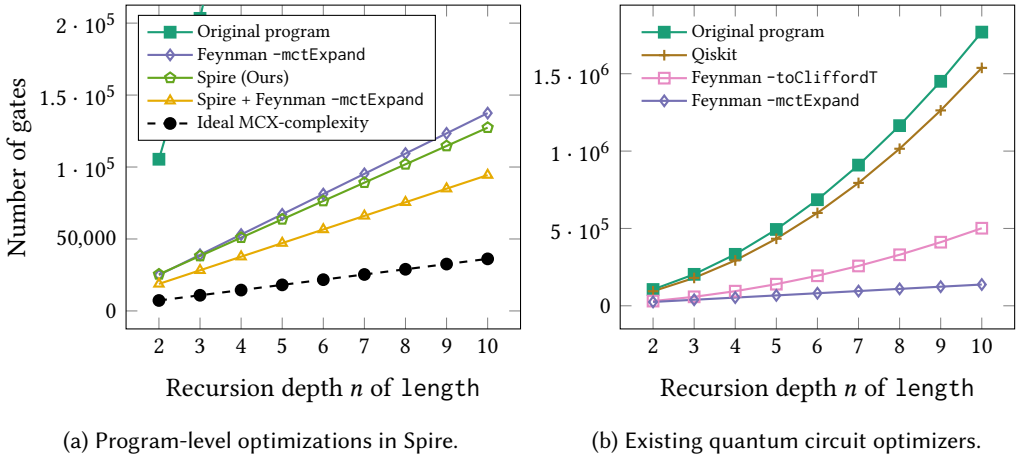 Number of gates
2 · 10^5
1.5 · 10^5
1 · 10^5
50,000
0
Original program
Feynman -mctExpand
Spire (Ours)
Spire + Feynman -mctExpand
Ideal MCX-complexity
2 3 4 5 6 7 8 9 10
Recursion depth n of length
(a) Program-level optimizations in Spire.
1.5 · 10^6
1 · 10^6
5 · 10^5
0
Original program
Qiskit
Feynman -toCliffordT
Feynman -mctExpand
2 3 4 5 6 7 8 9 10
Recursion depth n of length
(b) Existing quantum circuit optimizers.